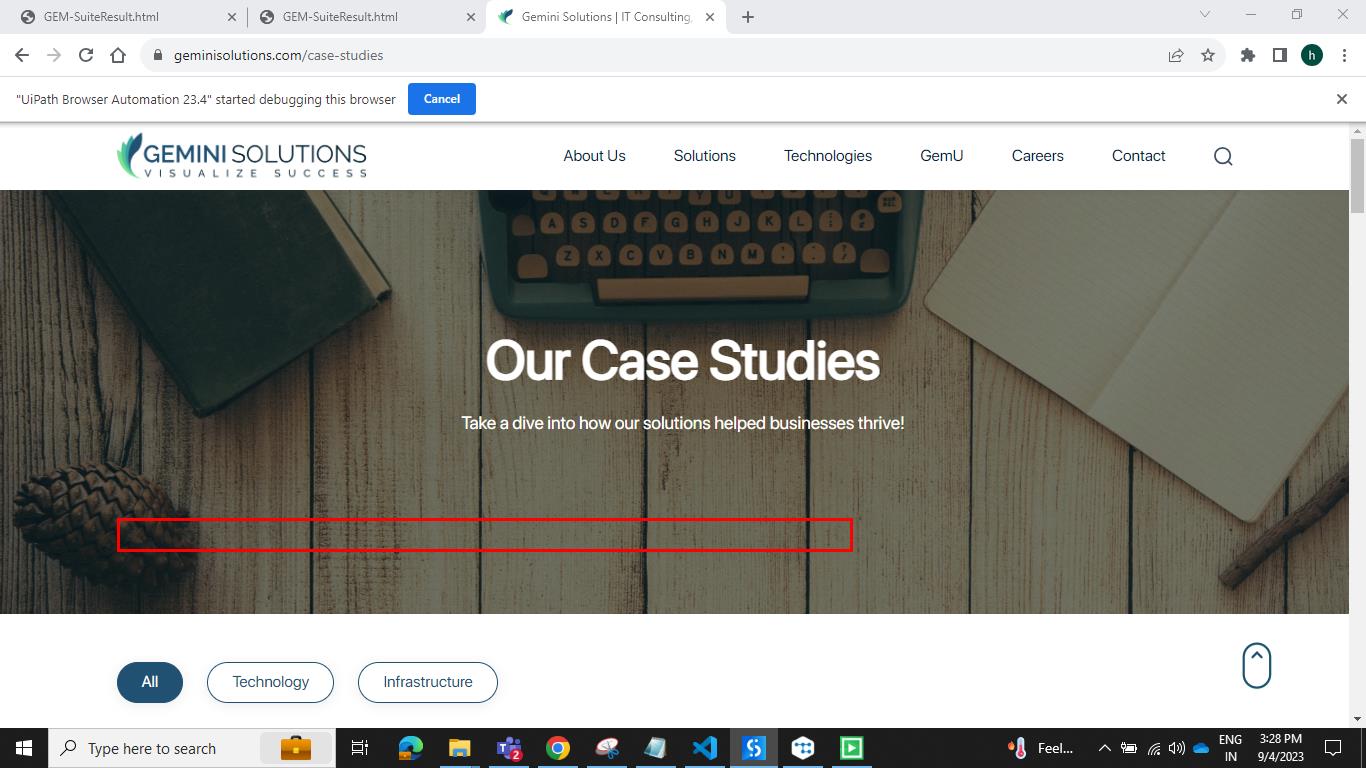 GEM-SuiteResult.html
GEM-SuiteResult.html
Gemini Solutions | IT Consulting,
geminisolutions.com/case-studies
h
"UiPath Browser Automation 23.4" started debugging this browser
Cancel
GEMINI SOLUTIONS
VISUALIZE SUCCESS
About Us
Solutions
Technologies
GemU
Careers
Contact
A S D F G H J K L
Z X C V B N M
Our Case Studies
Take a dive into how our solutions helped businesses thrive!
All
Technology
Infrastructure
Type here to search
2
Feel...
ENG
IN
3:28 PM
9/4/2023